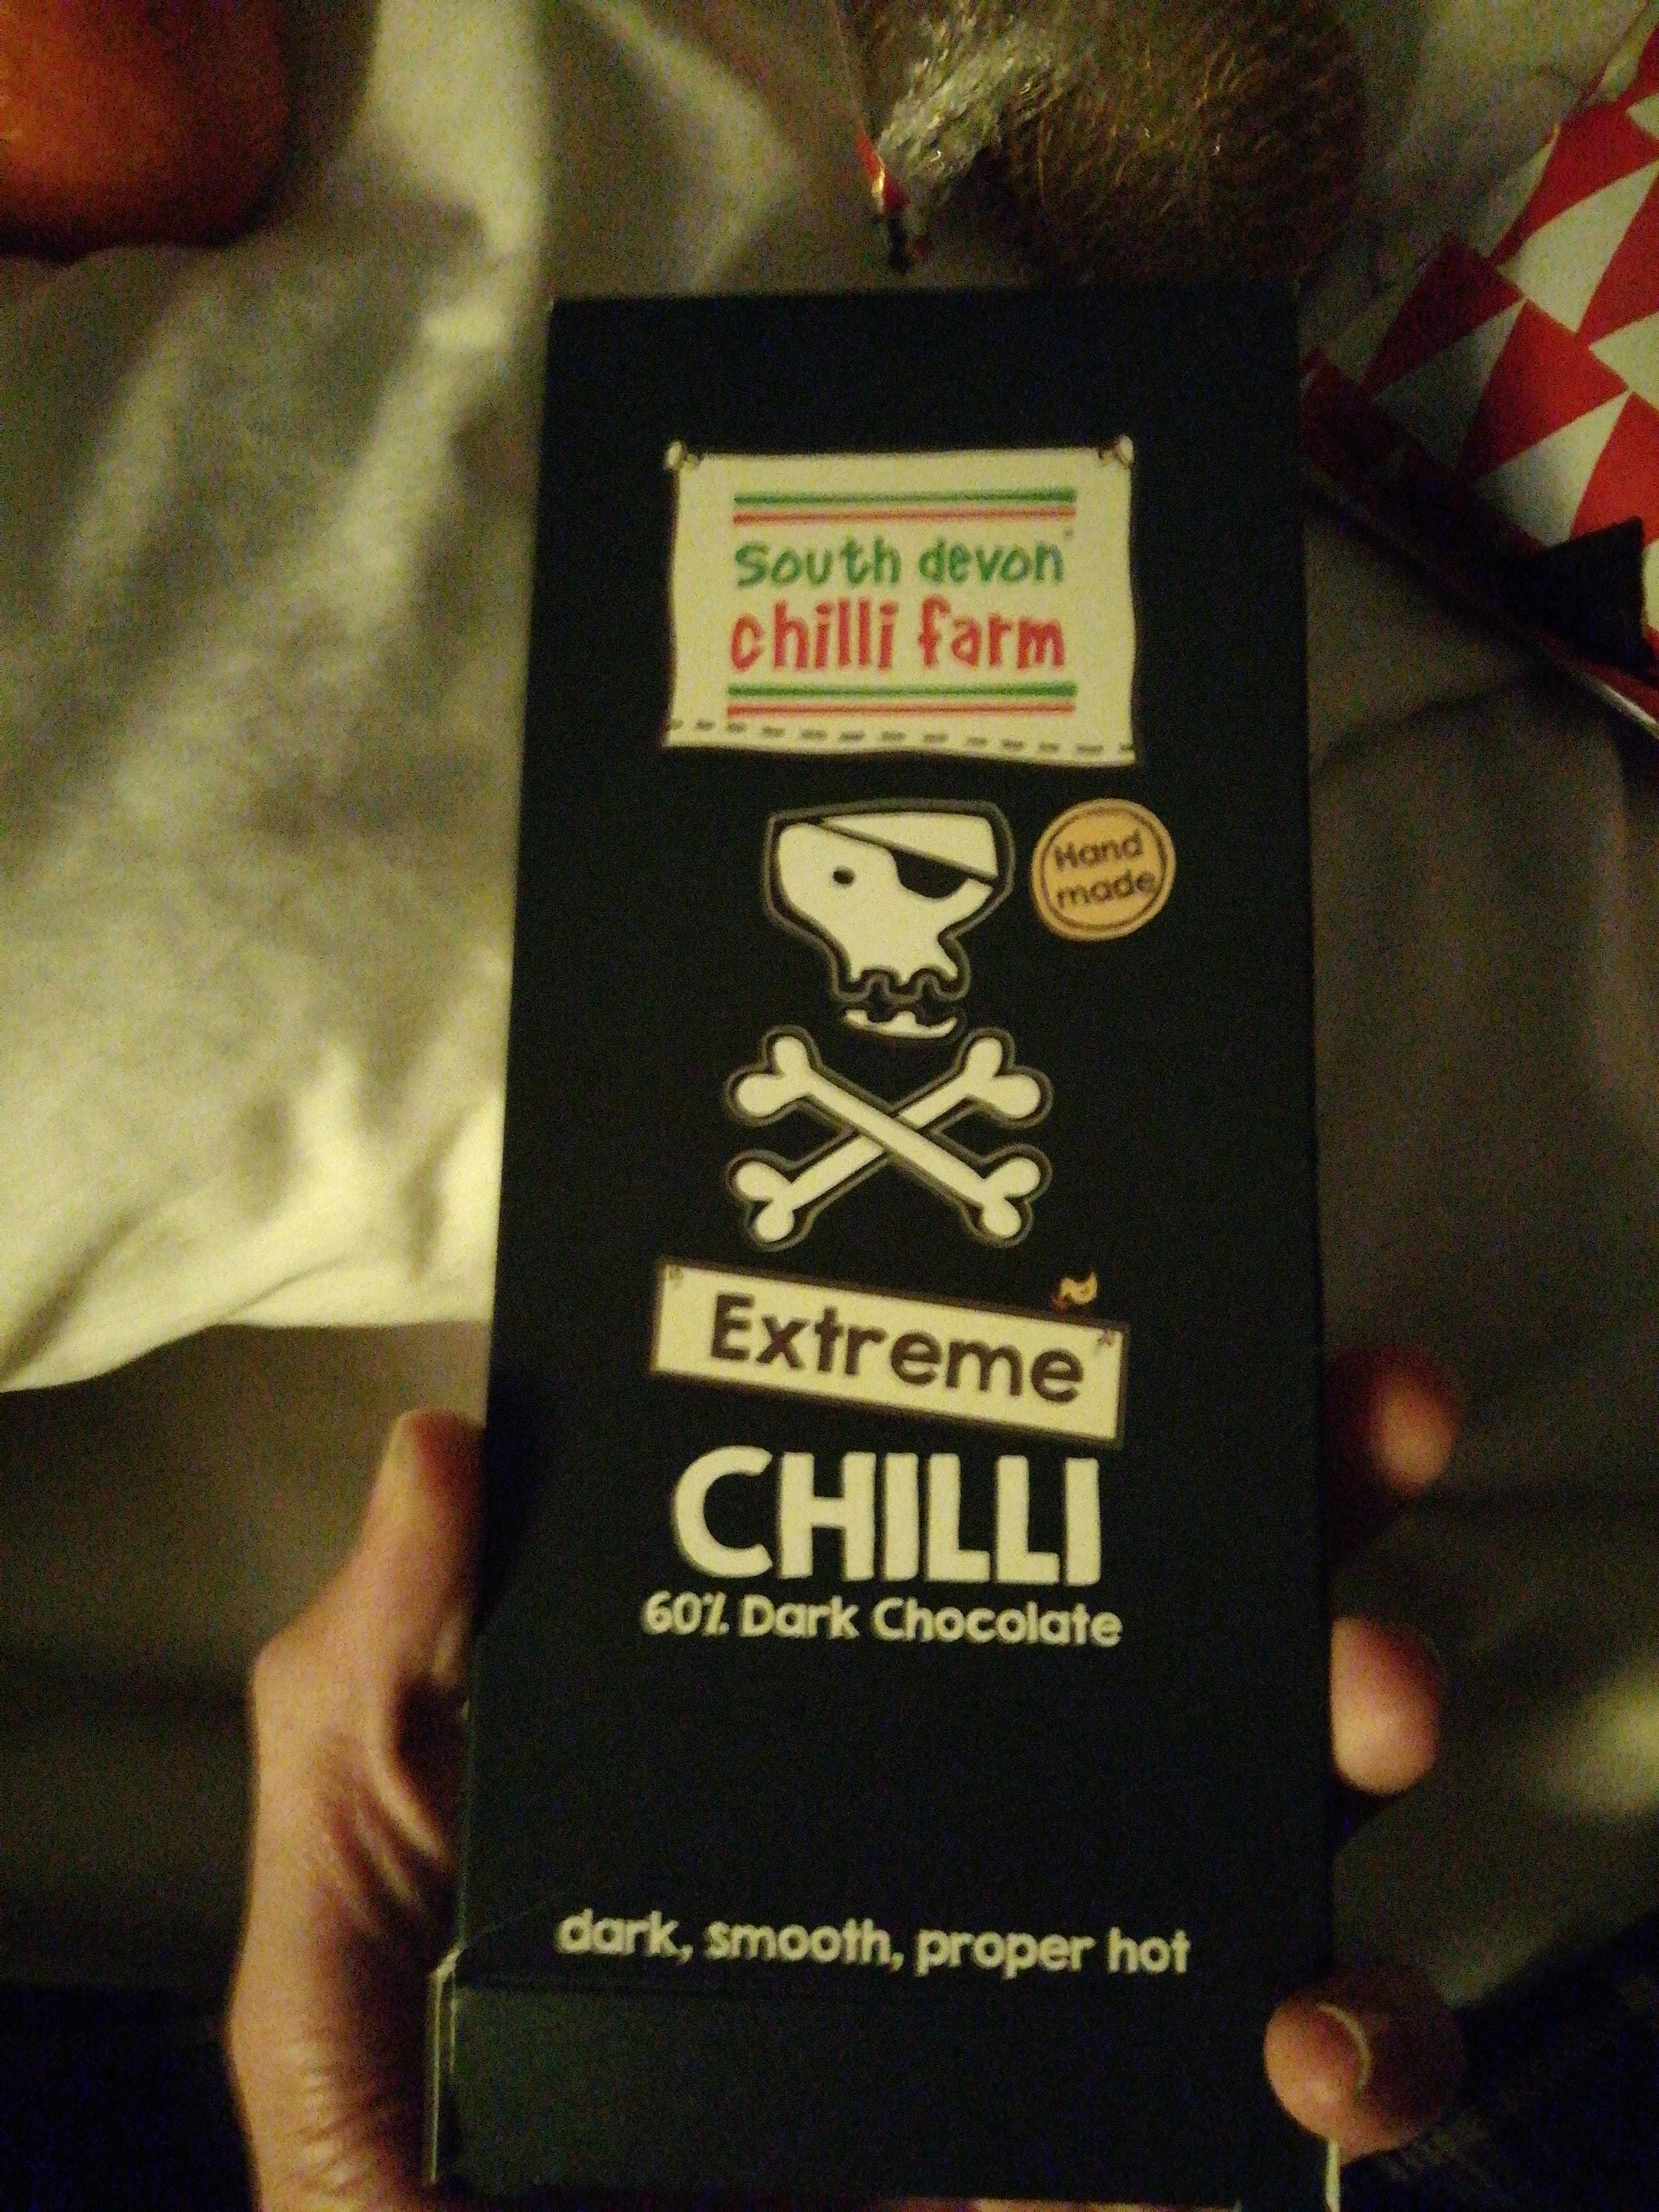 south devon
chilli farm
Hand
made
Extreme
CHILLI
60% Dark Chocolate
dark, smooth, proper hot